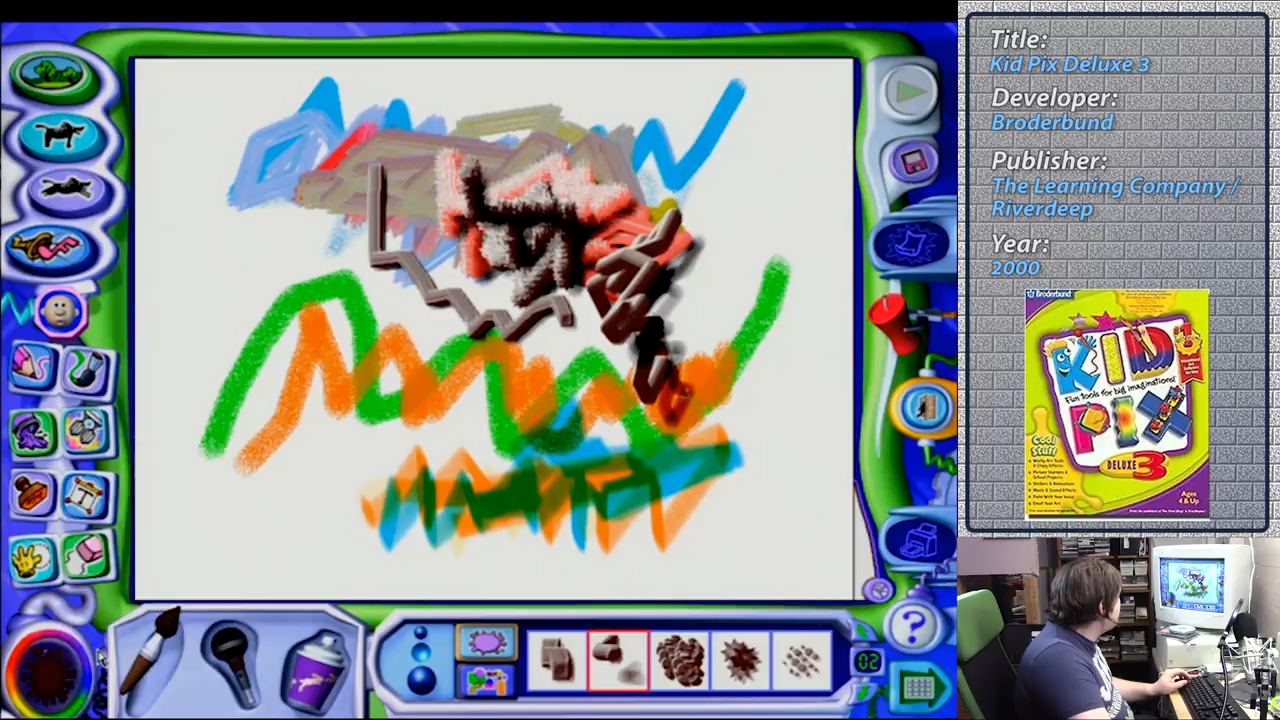 Title:
Kid Pix Deluxe 3
Developer:
Broderbund
Publisher:
The Learning Company /
Riverdeep
Year:
2000
Broderbund
KID
Fun tools for big imaginations!
PIX
Cool
Stuff
DELUXE 3
Ages
4 & Up
02
?